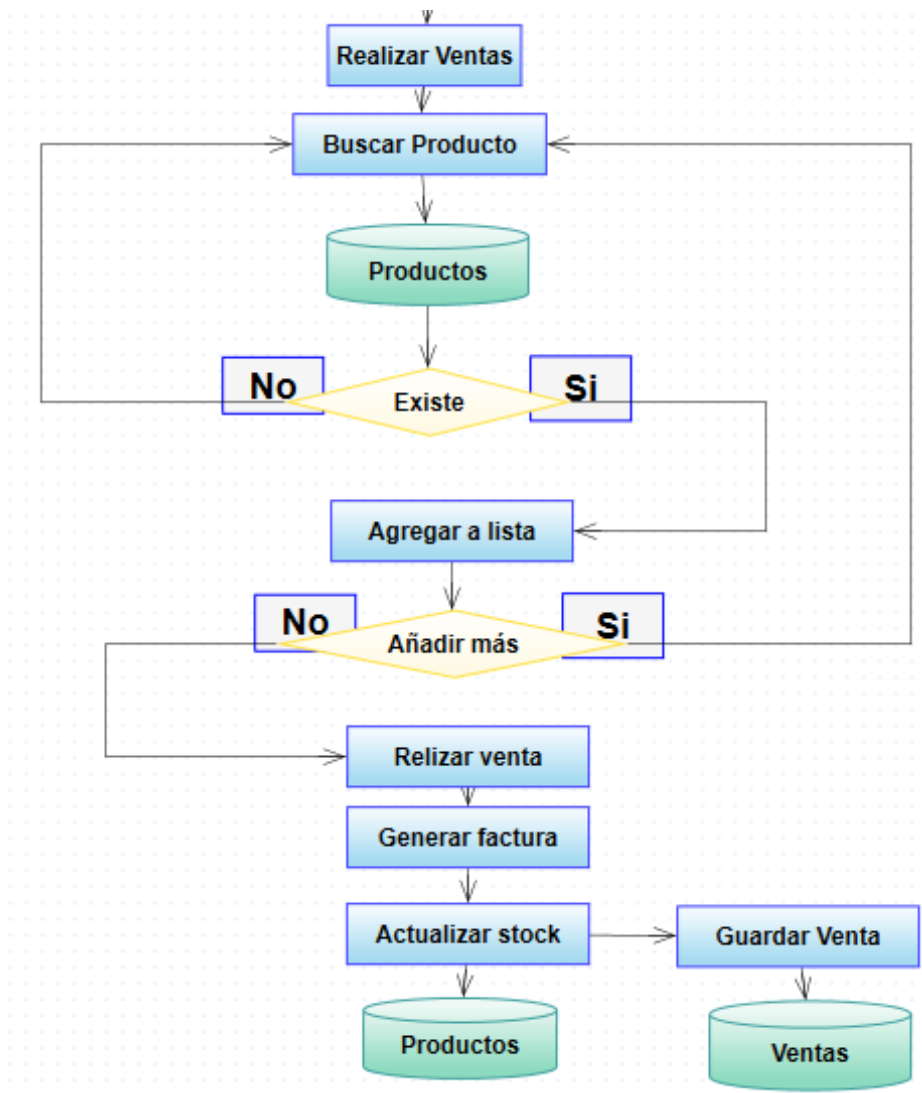 Realizar Ventas
Buscar Producto
Productos
No
Si
Existe
Agregar a lista
No
Si
Añadir más
Relizar venta
Generar factura
Actualizar stock
Guardar Venta
Productos
Ventas